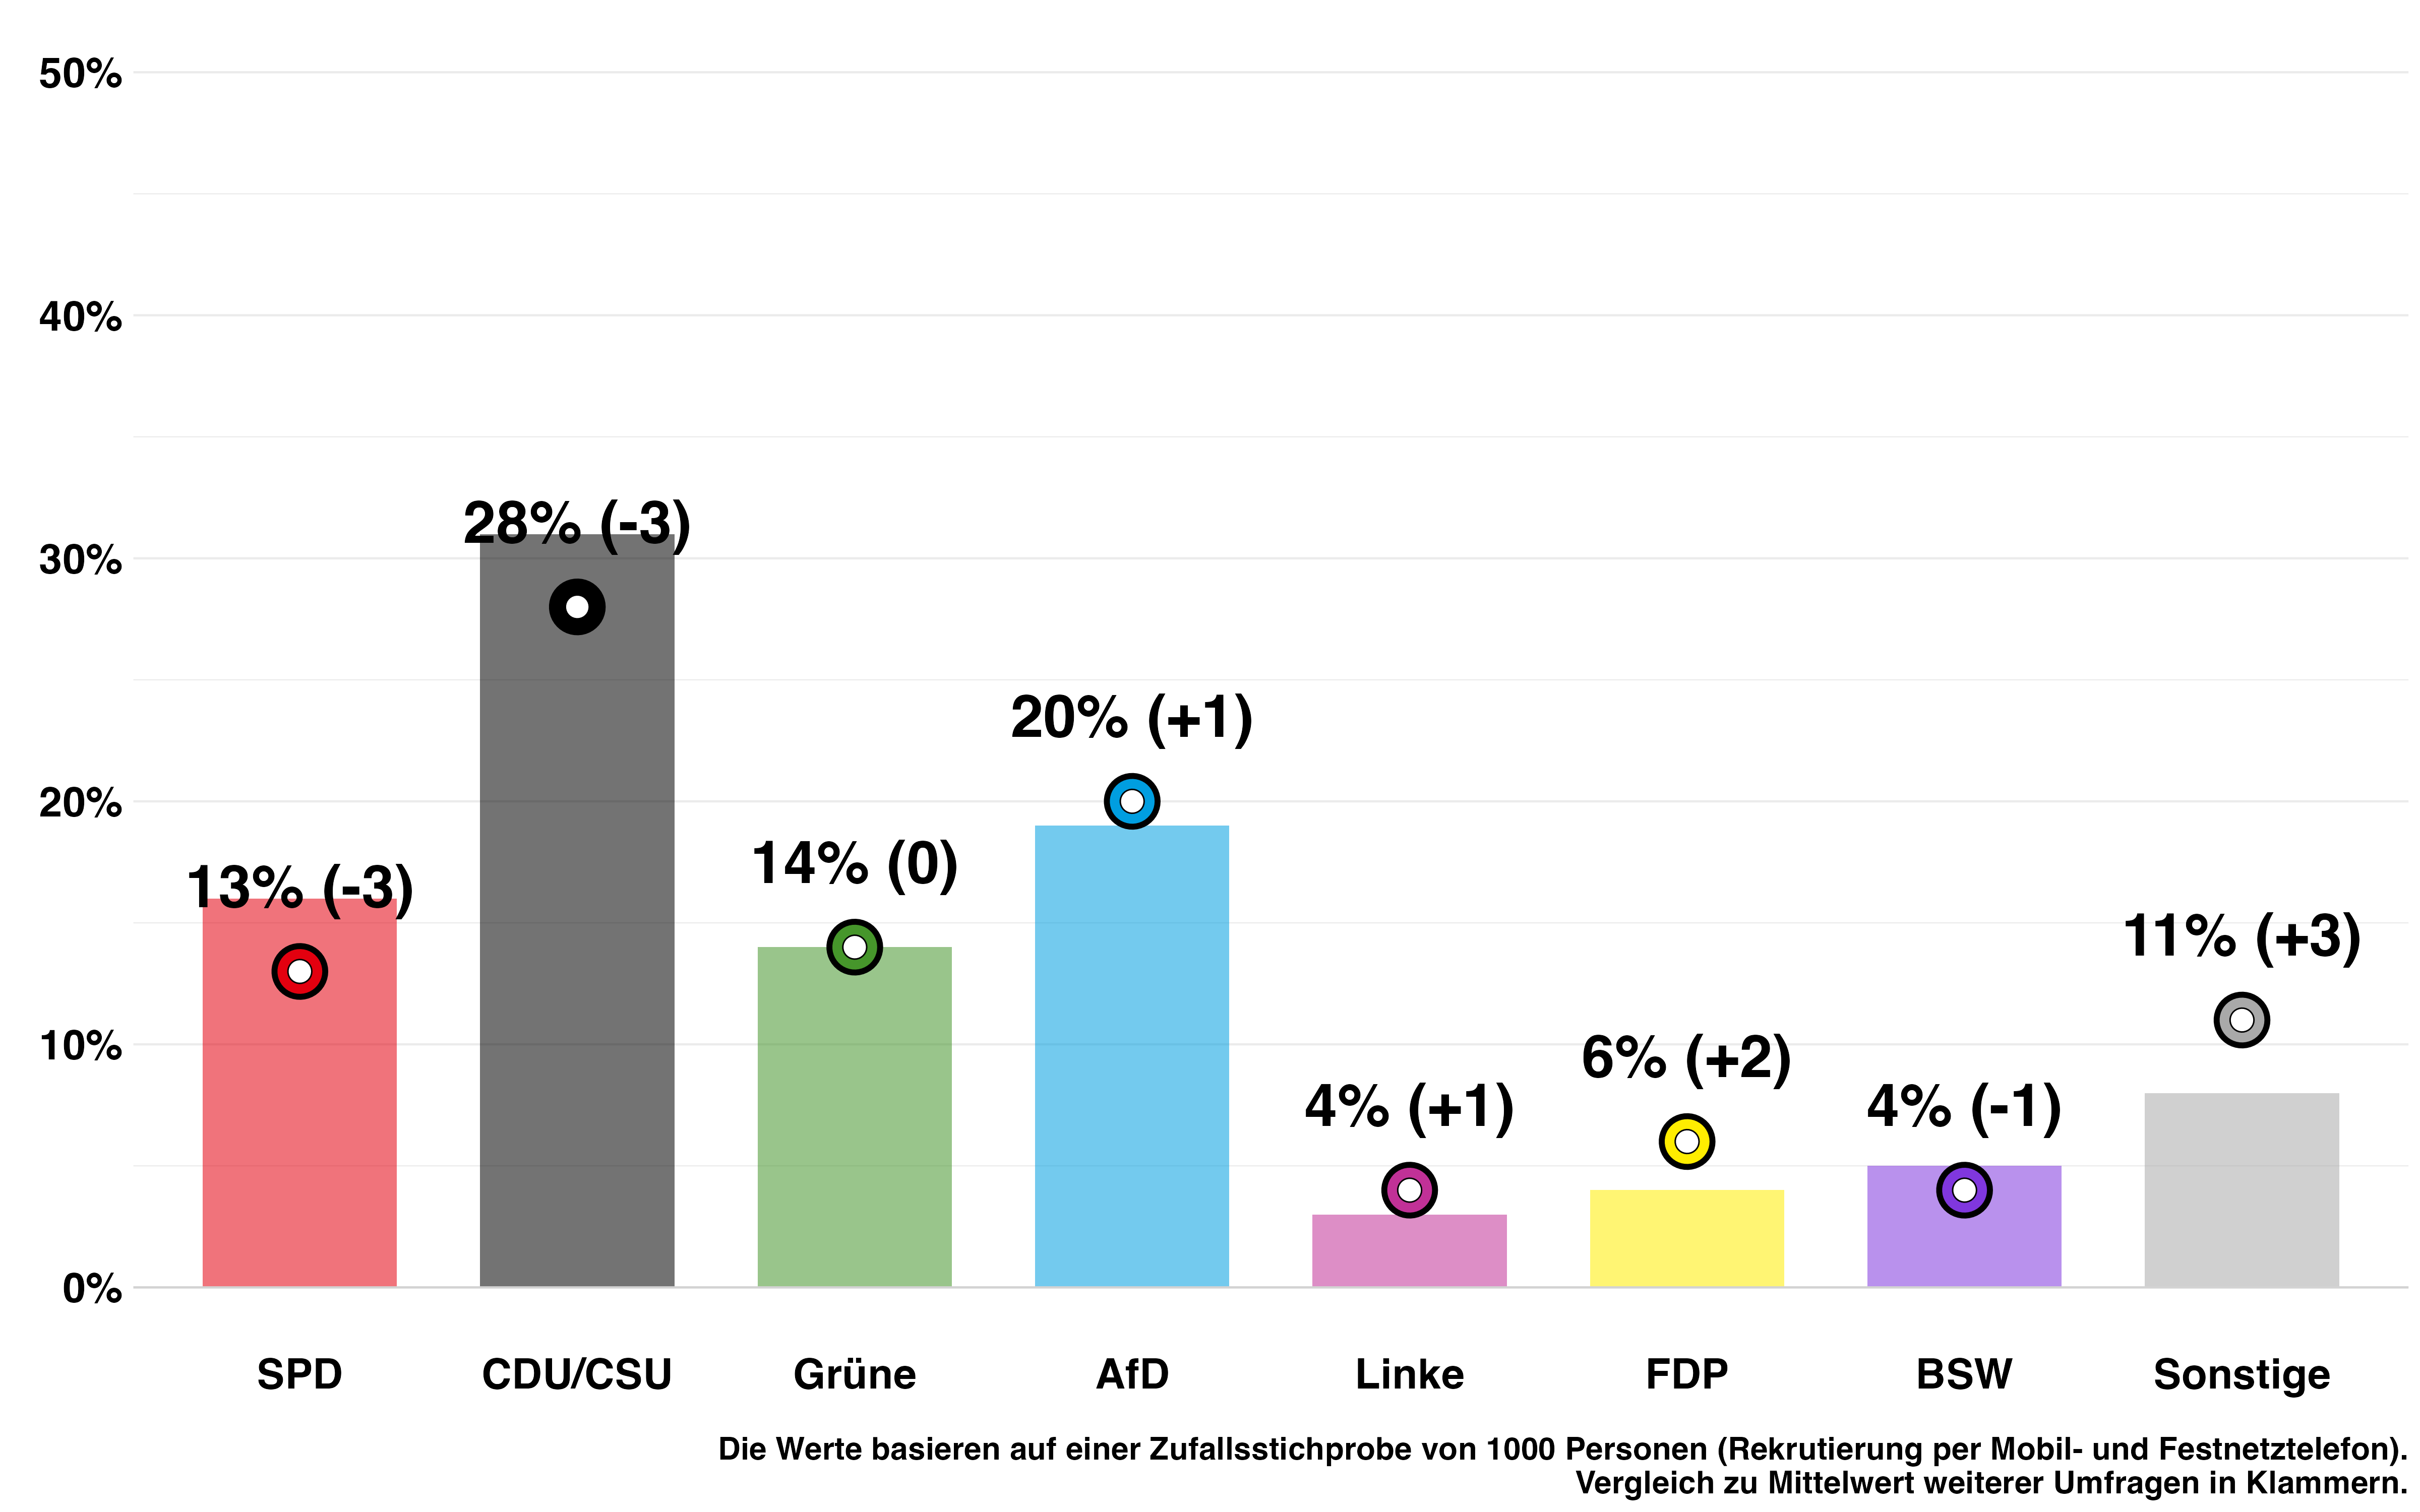 50%
40%
30%
20%
10%
0%
13% (-3)
28% (-3)
14% (0)
20% (+1)
4% (+1)
6% (+2)
4% (-1)
11% (+3)
SPD
CDU/CSU
Grüne
AfD
Linke
FDP
BSW
Sonstige
Die Werte basieren auf einer Zufallsstichprobe von 1000 Personen (Rekrutierung per Mobil- und Festnetztelefon).
Vergleich zu Mittelwert weiterer Umfragen in Klammern.